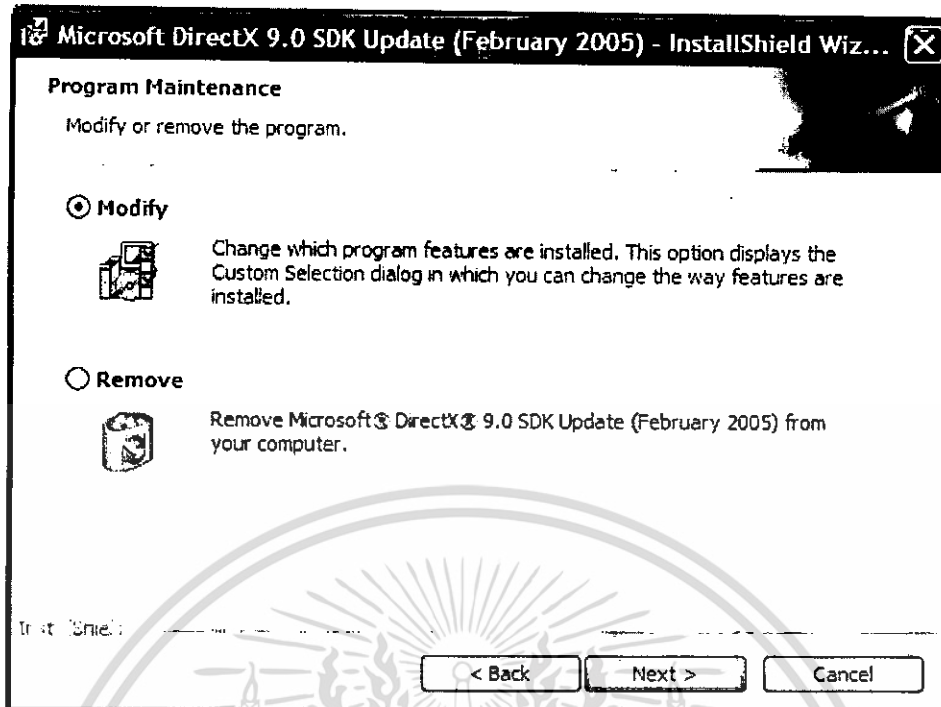 Microsoft DirectX 9.0 SDK Update (February 2005) - InstallShield Wiz...
Program Maintenance
Modify or remove the program.
Modify
Change which program features are installed. This option displays the
Custom Selection dialog in which you can change the way features are
installed.
Remove
Remove Microsoft® DirectX® 9.0 SDK Update (February 2005) from
your computer.
< Back
Next >
Cancel